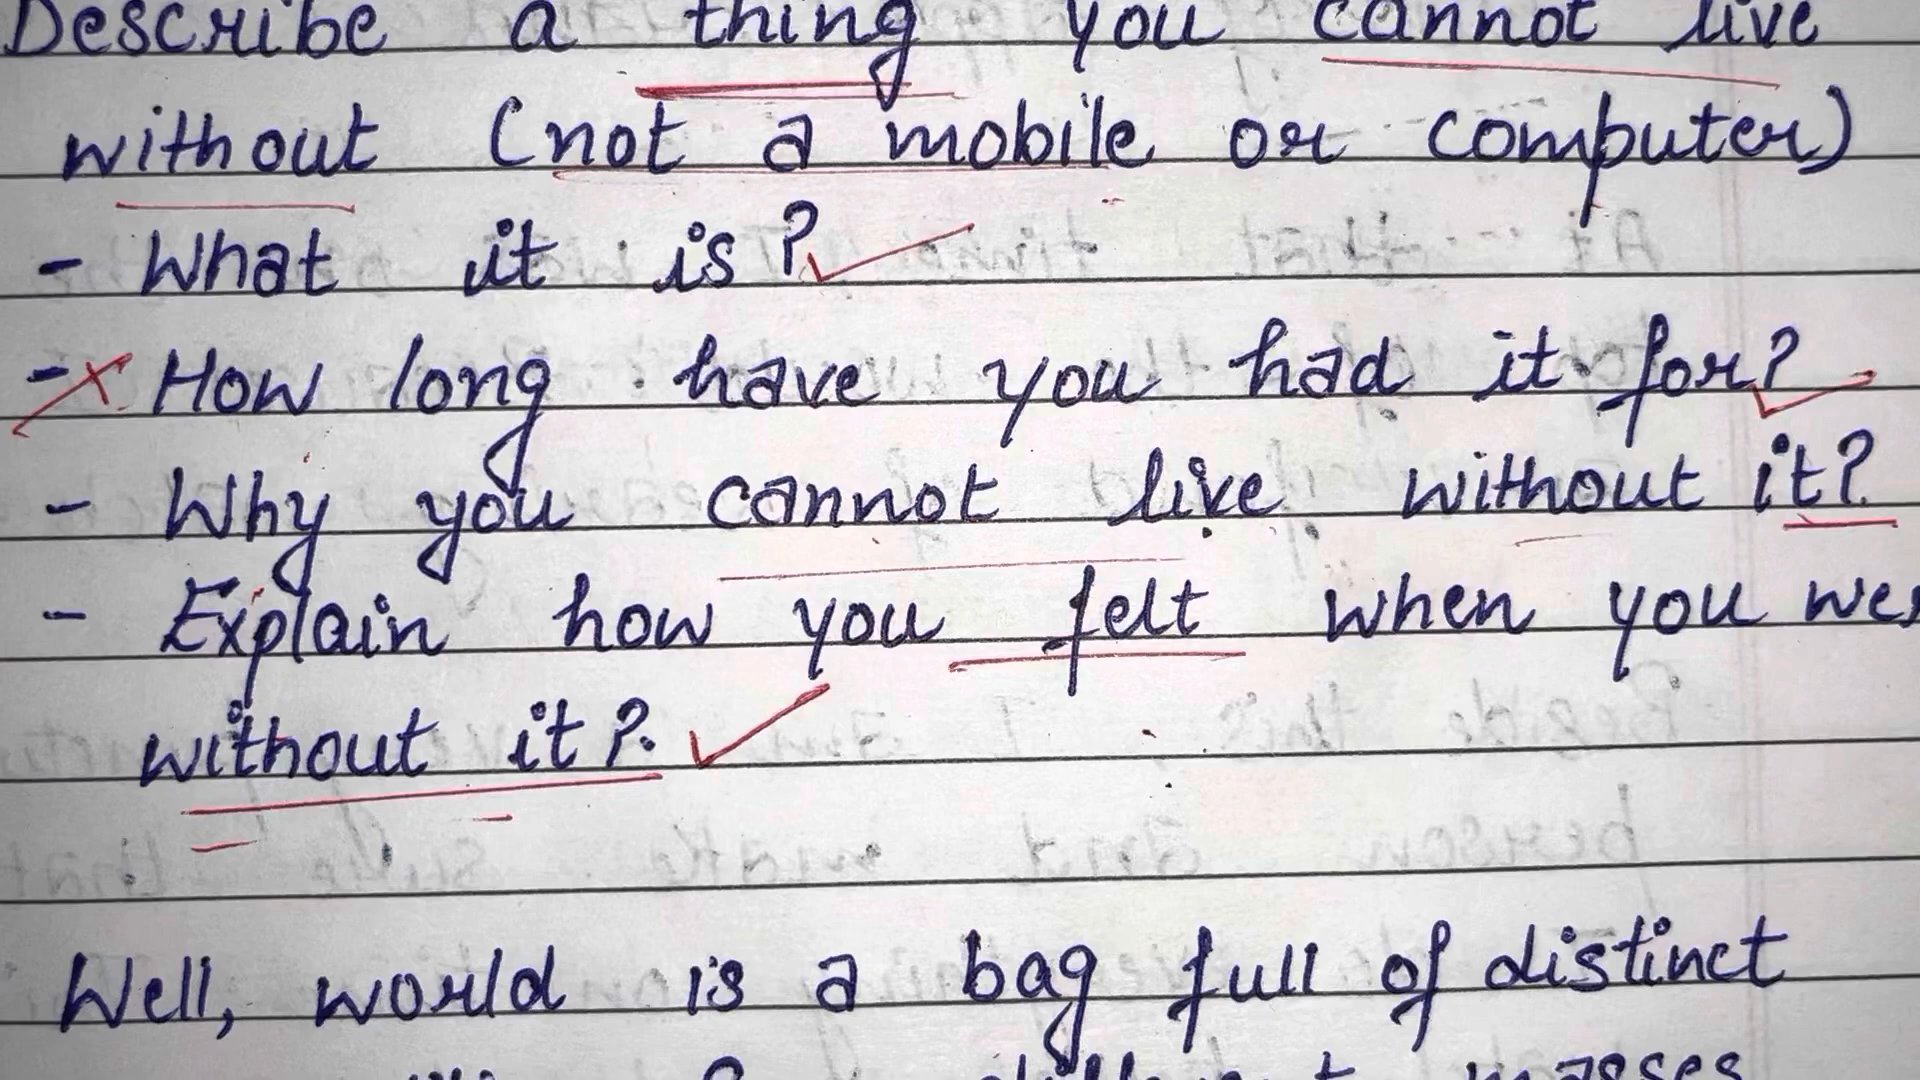 Describe a thing you cannot live
without (not a mobile or computer)
- What it is?
- How long have you had it for?
- Why you cannot live without it?
- Explain how you felt when you
without it?
Well, world is a bag full of distinct